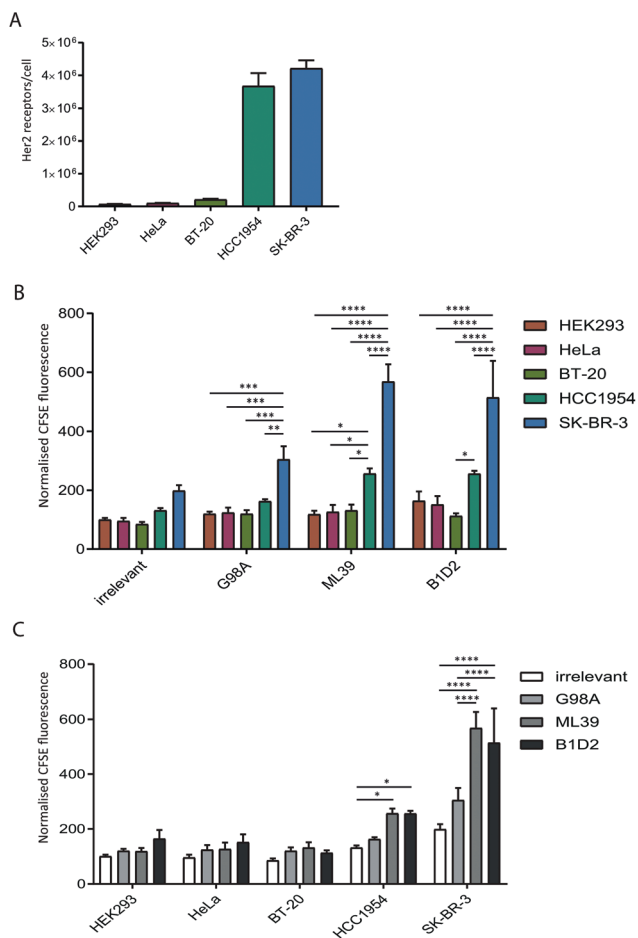 A
Her2 receptors/cell
5×10⁶
4×10⁶
3×10⁶
2×10⁶
1×10⁶
0
HEK293
HeLa
BT-20
HCC1954
SK-BR-3
B
Normalised CFSE fluorescence
800
600
400
200
0
***
***
***
**
****
****
****
****
*
*
*
****
****
****
****
*
irrelevant
G98A
ML39
B1D2
HEK293
HeLa
BT-20
HCC1954
SK-BR-3
C
Normalised CFSE fluorescence
800
600
400
200
0
*
*
****
****
****
****
HEK293
HeLa
BT-20
HCC1954
SK-BR-3
irrelevant
G98A
ML39
B1D2